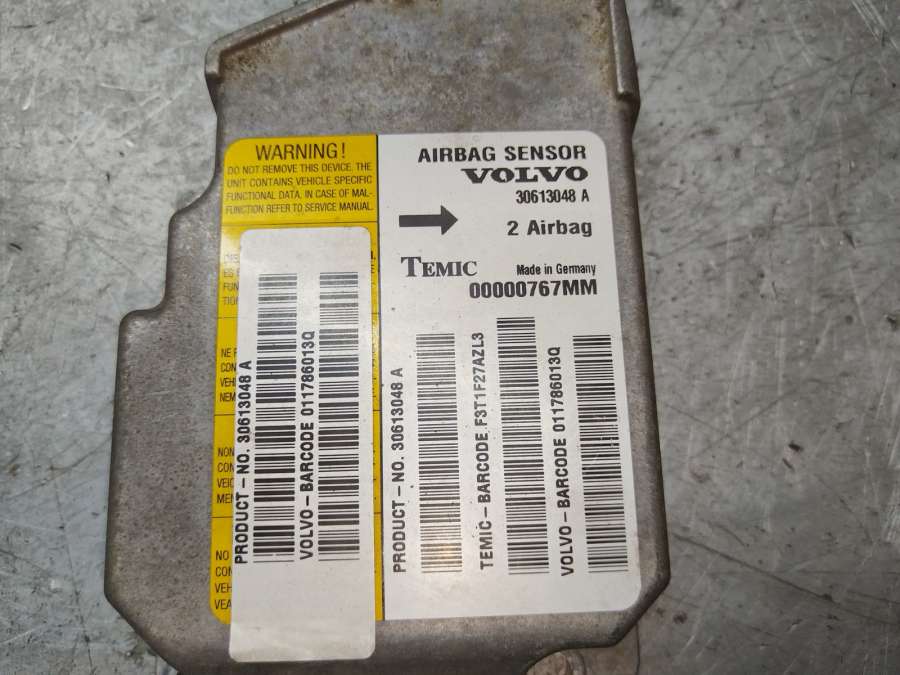 WARNING!
DO NOT REMOVE THIS DEVICE. THE
UNIT CONTAINS VEHICLE SPECIFIC
FUNCTIONAL DATA. IN CASE OF MAL-
FUNCTION REFER TO SERVICE MANUAL.
AIRBAG SENSOR
VOLVO
30613048 A
2 Airbag
TEMIC
Made in Germany
00000767MM
PRODUCT-NO. 30613048 A
VOLVO-BARCODE 011786013Q
PRODUCT-NO. 30613048 A
TEMIC-BARCODE F3T1F27AZL3
VOLVO-BARCODE 011786013Q